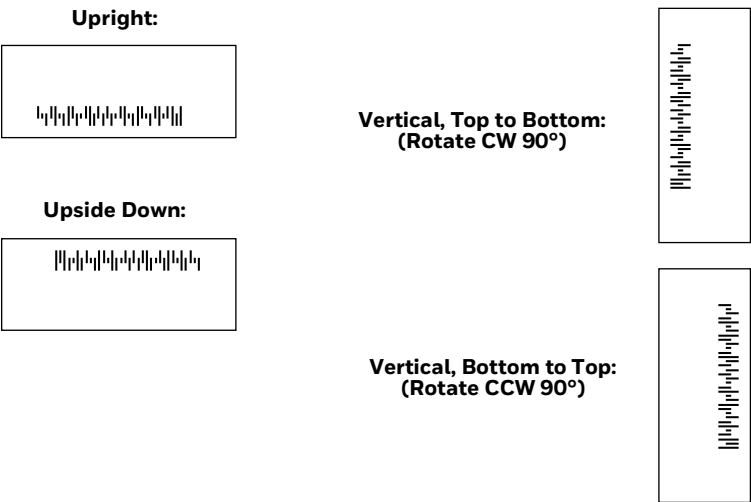 Upright:
Vertical, Top to Bottom:
(Rotate CW 90°)
Upside Down:
Vertical, Bottom to Top:
(Rotate CCW 90°)